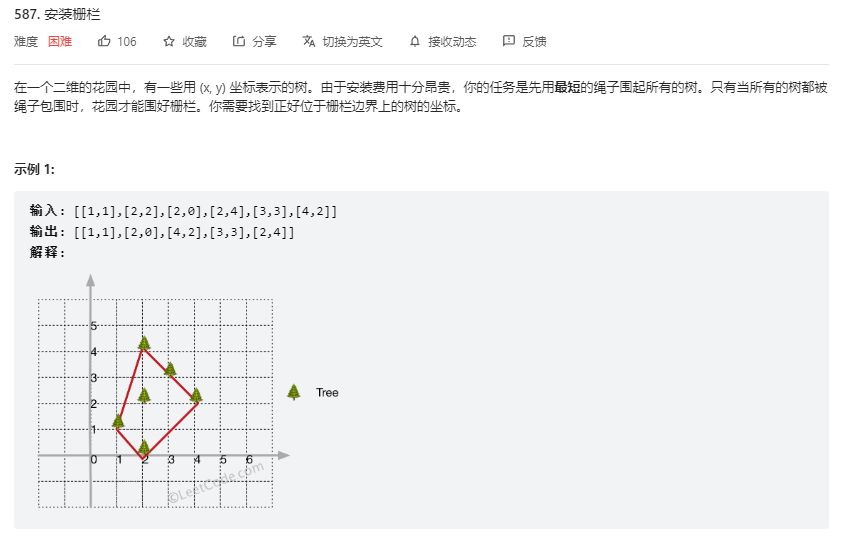 587. 安装栅栏
难度 困难 106 收藏 分享 切换为英文 接收动态 反馈
在一个二维的花园中，有一些用 (x, y) 坐标表示的树。由于安装费用十分昂贵，你的任务是先用最短的绳子围起所有的树。只有当所有的树都被
绳子包围时，花园才能围好栅栏。你需要找到正好位于栅栏边界上的树的坐标。
示例 1:
输入: [[1,1],[2,2],[2,0],[2,4],[3,3],[4,2]]
输出: [[1,1],[2,0],[4,2],[3,3],[2,4]]
解释:
5
4
3
2
1
0 1 2 3 4 5 6
Tree
©LeetCode.com